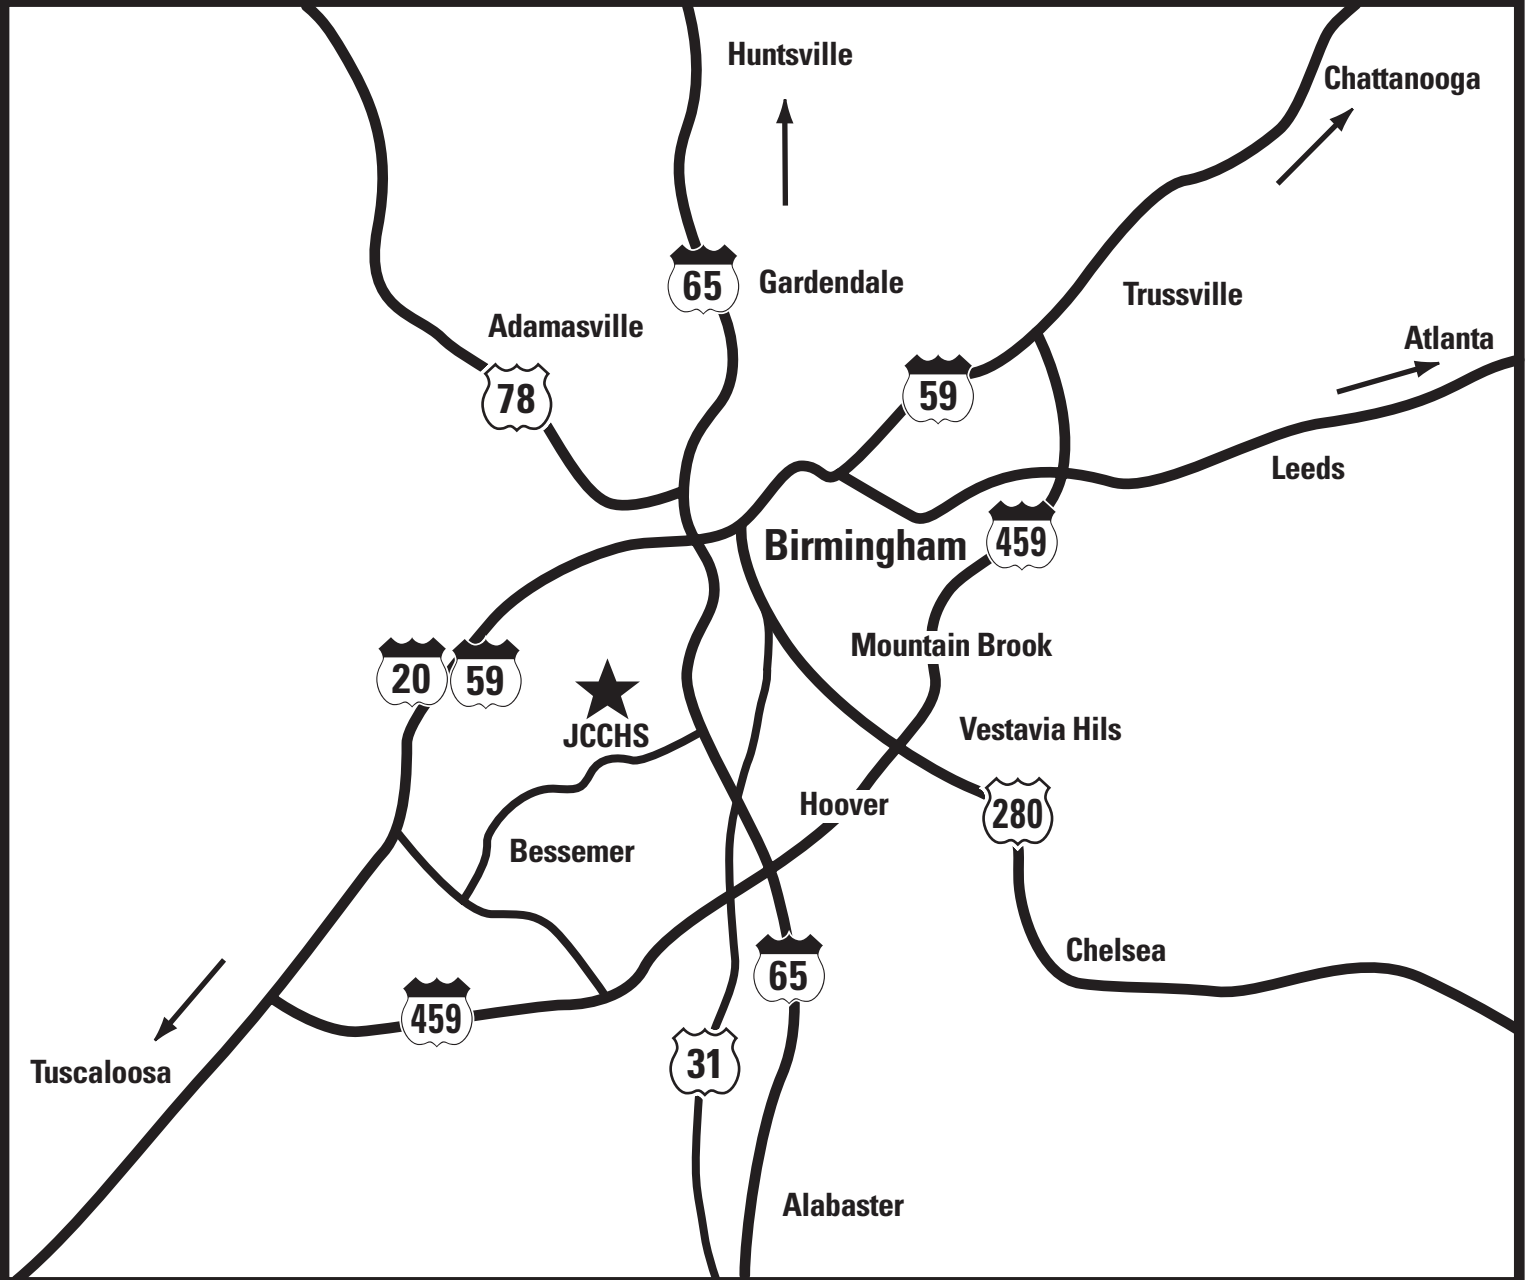 Huntsville
Chattanooga
65
Gardendale
Trussville
Adamasville
Atlanta
59
78
Leeds
Birmingham
459
Mountain Brook
20
59
JCCHS
Vestavia Hils
Hoover
280
Bessemer
Chelsea
65
459
31
Tuscaloosa
Alabaster